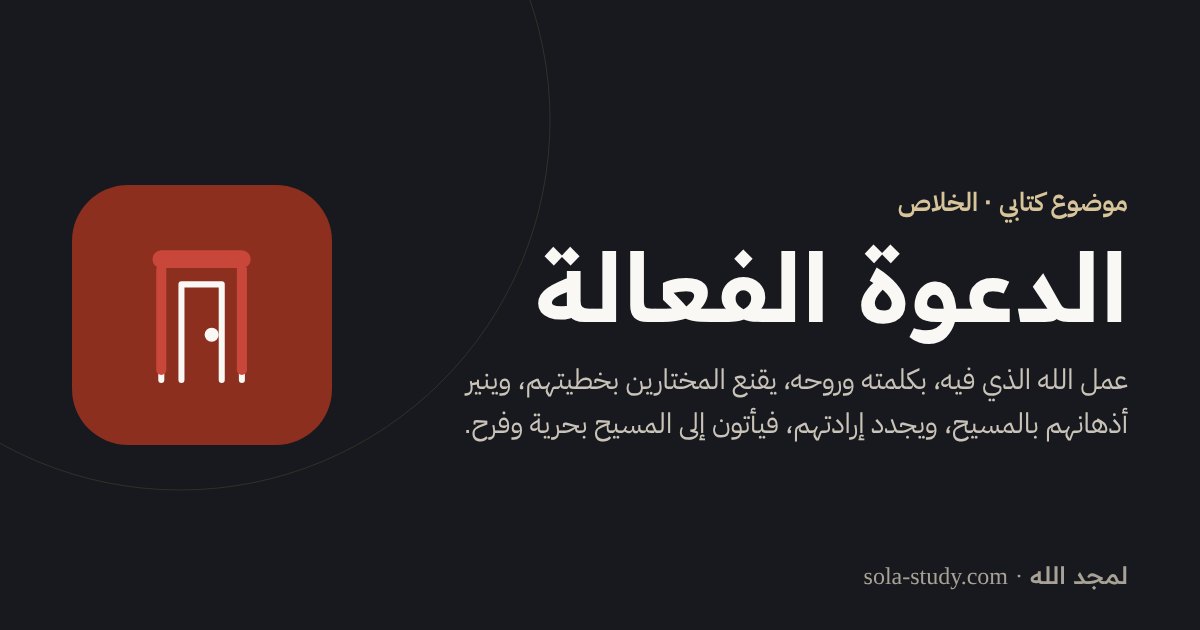 موضوع كتابي · الخلاص
الدعوة الفعالة
عمل الله الذي فيه، بكلمته وروحه، يقنع المختارين بخطيتهم، وينير
أذهانهم بالمسيح، ويجدد إرادتهم، فيأتون إلى المسيح بحرية وفرح.
لمجد الله · sola-study.com